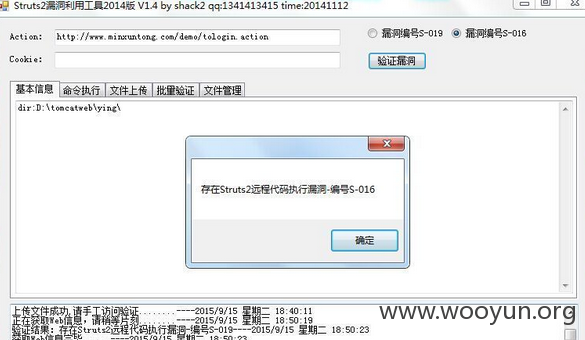 Struts2漏洞利用工具2014版 V1.4 by shack2 qq:1341413415 time:20141112
Action: http://www.minxuntong.com/demo/tologin.action 漏洞编号S-019 漏洞编号S-016
Cookie: 验证漏洞
基本信息 命令执行 文件上传 批量验证 文件管理
dir:D:\tomcatweb\ying\
存在Struts2远程代码执行漏洞-编号S-016
确定
上传文件成功,请手工访问验证........----2015/9/15 星期二 18:40:11
正在获取Web信息, 请稍等片刻........----2015/9/15 星期二 18:50:19
验证结果: 存在Struts2远程代码执行漏洞-编号S-019----2015/9/15 星期二 18:50:23
获取Web信息完毕......----2015/9/15 星期二 18:50:23
www.wooyun.org